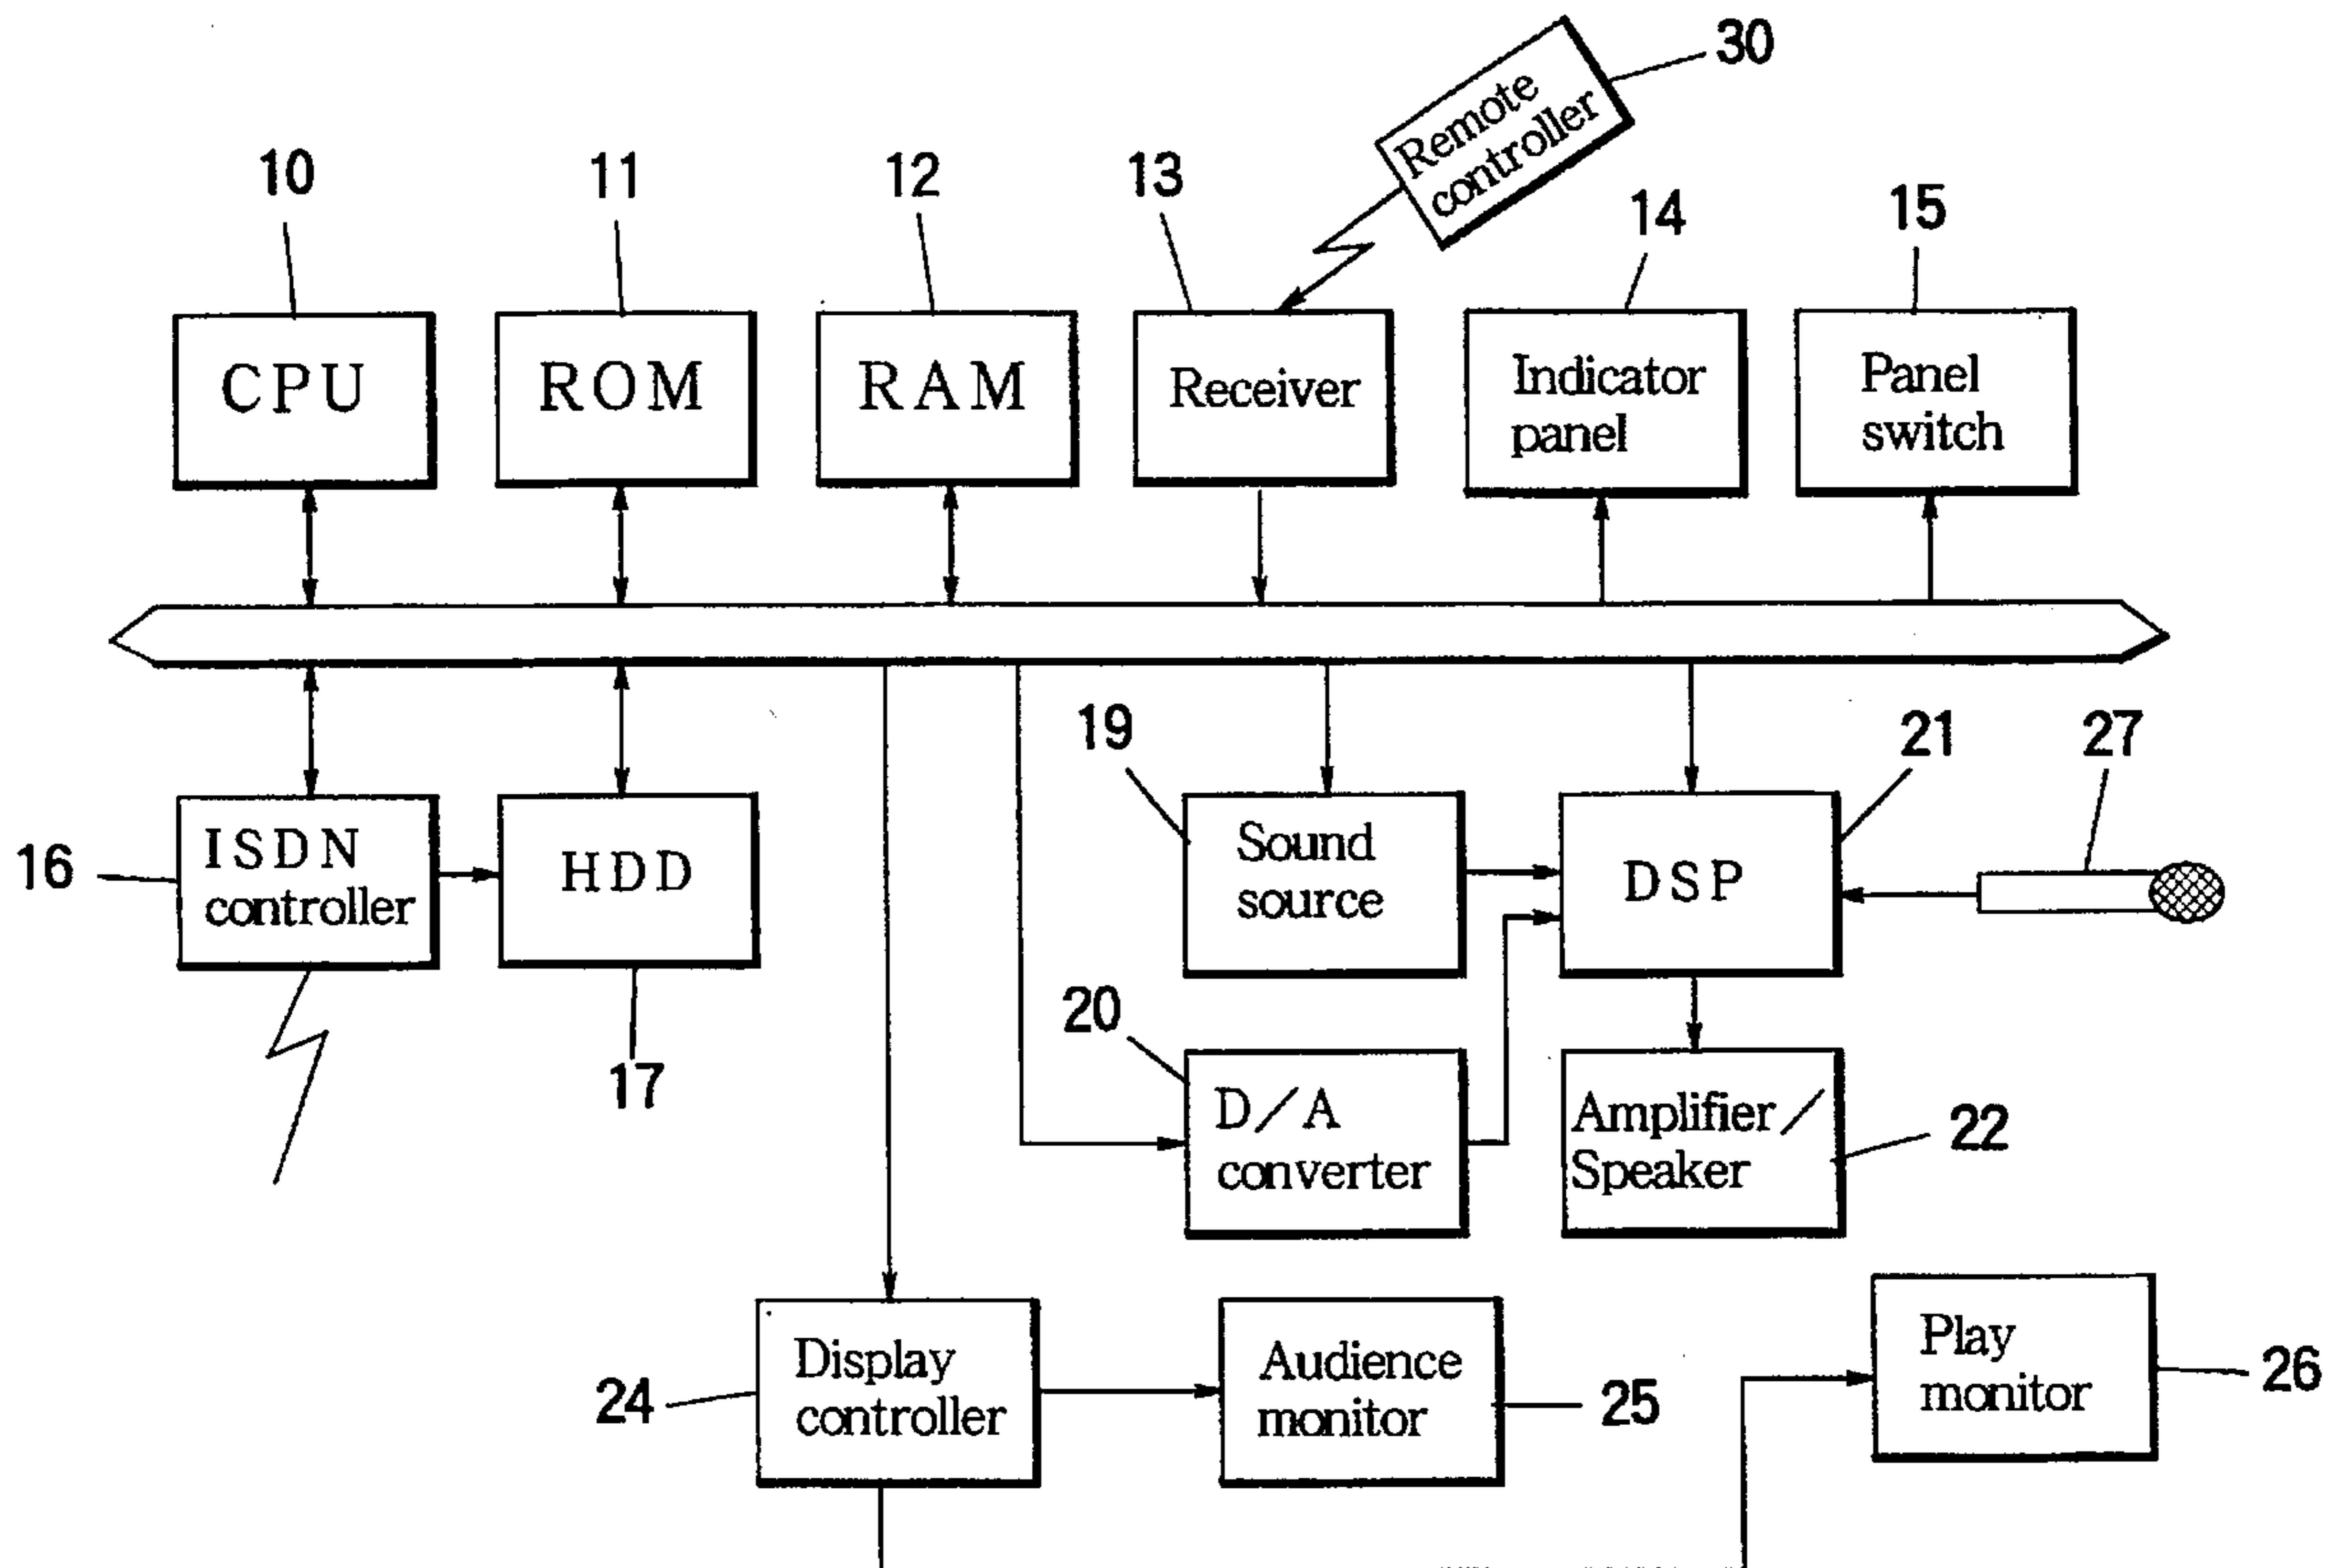 30
Remote
controller
10
11
12
13
14
15
CPU
ROM
RAM
Receiver
Indicator
panel
Panel
switch
19
21
27
16
ISDN
controller
HDD
Sound
source
DSP
17
20
D/A
converter
Amplifier/
Speaker
22
24
Display
controller
Audience
monitor
25
Play
monitor
26